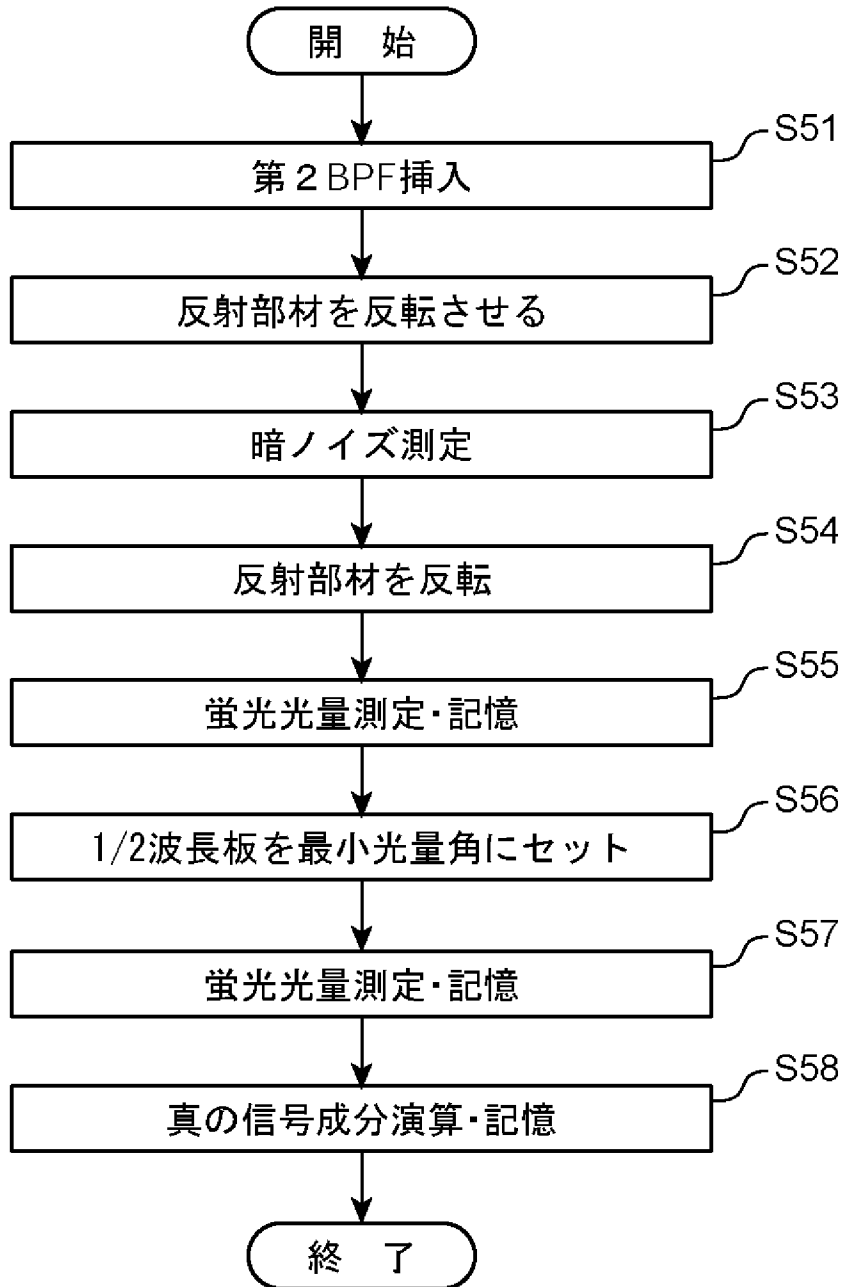 開 始
S51
第２BPF挿入
S52
反射部材を反転させる
S53
暗ノイズ測定
S54
反射部材を反転
S55
蛍光光量測定・記憶
S56
1/2波長板を最小光量角にセット
S57
蛍光光量測定・記憶
S58
真の信号成分演算・記憶
終 了